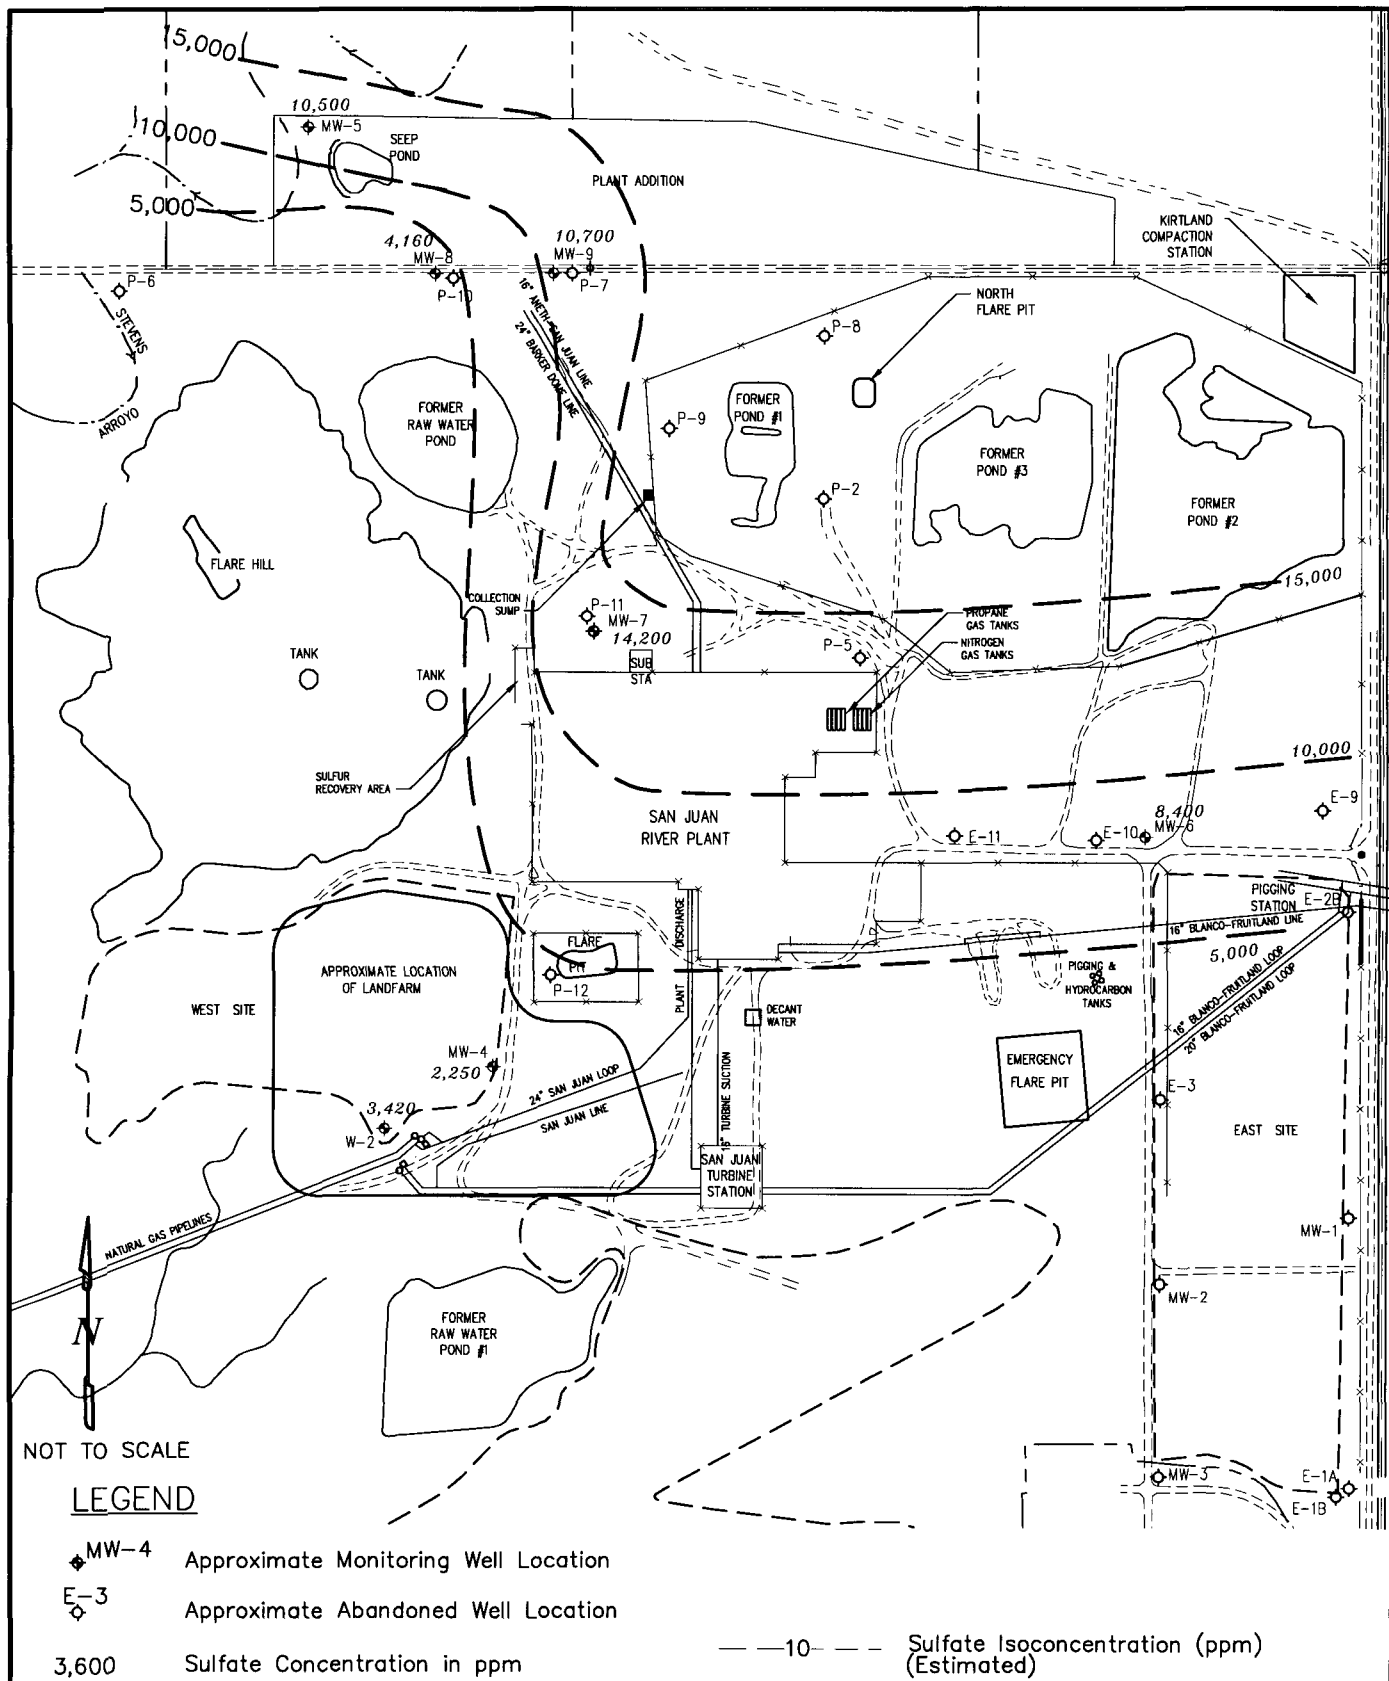 15,000
10,500
MW-5
10,000
SEEP
POND
PLANT ADDITION
5,000
4,160
MW-8
10,700
MW-9
KIRTLAND
COMPACTION
STATION
P-6
P-10
P-7
16" ANETH-SAN JUAN LINE
24" BARKER DOME LINE
NORTH
FLARE PIT
STEVENS
ARROYO
P-8
FORMER
RAW WATER
POND
P-9
FORMER
POND #1
FORMER
POND #3
P-2
FORMER
POND #2
FLARE HILL
15,000
COLLECTION
SUMP
P-11
MW-7
14,200
PROPANE
GAS TANKS
NITROGEN
GAS TANKS
P-5
SUB
STA
TANK
TANK
SULFUR
RECOVERY AREA
10,000
SAN JUAN
RIVER PLANT
8,400
E-9
E-11
E-10
MW-6
PIGGING
STATION
E-2B
16" BLANCO-FRUITLAND LINE
DISCHARGE
PLANT
FLARE
PIT
P-12
5,000
APPROXIMATE LOCATION
OF LANDFARM
PIGGING &
HYDROCARBON
TANKS
WEST SITE
DECANT
WATER
16" BLANCO-FRUITLAND LOOP
20" BLANCO-FRUITLAND LOOP
MW-4
2,250
EMERGENCY
FLARE PIT
24" SAN JUAN LOOP
SAN JUAN LINE
16" TURBINE SUCTION
E-3
3,420
W-2
EAST SITE
SAN JUAN
TURBINE
STATION
NATURAL GAS PIPELINES
MW-1
MW-2
FORMER
RAW WATER
POND #1
N
NOT TO SCALE
MW-3
E-1A
E-1B
LEGEND
MW-4 Approximate Monitoring Well Location
E-3 Approximate Abandoned Well Location
3,600 Sulfate Concentration in ppm
10 Sulfate Isoconcentration (ppm)
(Estimated)